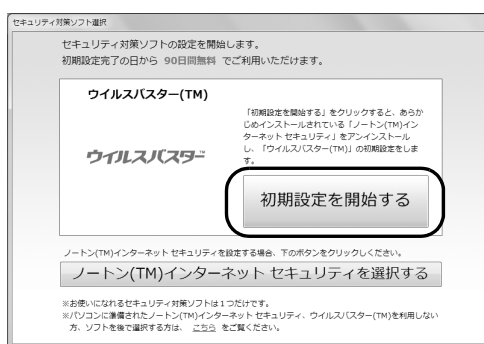 セキュリティ対策ソフト選択
セキュリティ対策ソフトの設定を開始します。
初期設定完了の日から 90日間無料 でご利用いただけます。
ウイルスバスター(TM)
「初期設定を開始する」をクリックすると、あらか
じめインストールされている「ノートン(TM)イン
ターネット セキュリティ」をアンインストール
し、「ウイルスバスター(TM)」の初期設定をしま
す。
ウイルスバスター™
初期設定を開始する
ノートン(TM)インターネット セキュリティを設定する場合、下のボタンをクリックしください。
ノートン(TM)インターネット セキュリティを選択する
※お使いになれるセキュリティ対策ソフトは１つだけです。
※パソコンに準備されたノートン(TM)インターネット セキュリティ、ウイルスバスター(TM)を利用しない
方、ソフトを後で選択する方は、 こちら をご覧ください。